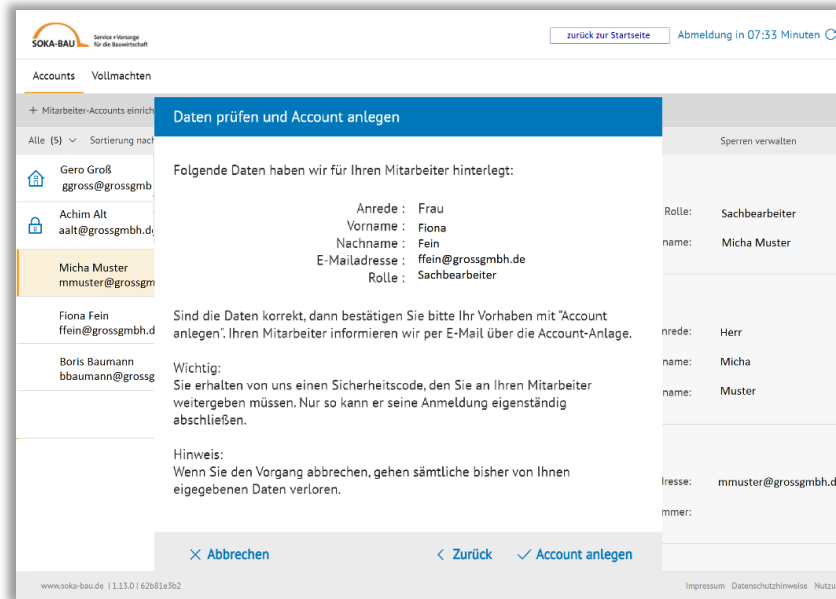 SOKA-BAU
Service + Vorsorge
für die Bauwirtschaft
zurück zur Startseite
Abmeldung in 07:33 Minuten
Accounts Vollmachten
+ Mitarbeiter-Accounts einrich
Alle (5) Sortierung nach
Sperren verwalten
Gero Groß
ggross@grossgmb
Achim Alt
aalt@grossgmbh.d
Micha Muster
mmuster@grossgm
Fiona Fein
ffein@grossgmbh.d
Boris Baumann
bbaumann@grossg
Daten prüfen und Account anlegen
Folgende Daten haben wir für Ihren Mitarbeiter hinterlegt:
Anrede : Frau
Vorname : Fiona
Nachname : Fein
E-Mailadresse : ffein@grossgmbh.de
Rolle : Sachbearbeiter
Sind die Daten korrekt, dann bestätigen Sie bitte Ihr Vorhaben mit "Account
anlegen". Ihren Mitarbeiter informieren wir per E-Mail über die Account-Anlage.
Wichtig:
Sie erhalten von uns einen Sicherheitscode, den Sie an Ihren Mitarbeiter
weitergeben müssen. Nur so kann er seine Anmeldung eigenständig
abschließen.
Hinweis:
Wenn Sie den Vorgang abbrechen, gehen sämtliche bisher von Ihnen
eigegebenen Daten verloren.
Abbrechen
Zurück
Account anlegen
Rolle: Sachbearbeiter
name: Micha Muster
nrede: Herr
name: Micha
name: Muster
resse: mmuster@grossgmbh.d
mmer:
www.soka-bau.de | 1.13.0 | 62b81e3b2
Impressum Datenschutzhinweise Nutzu